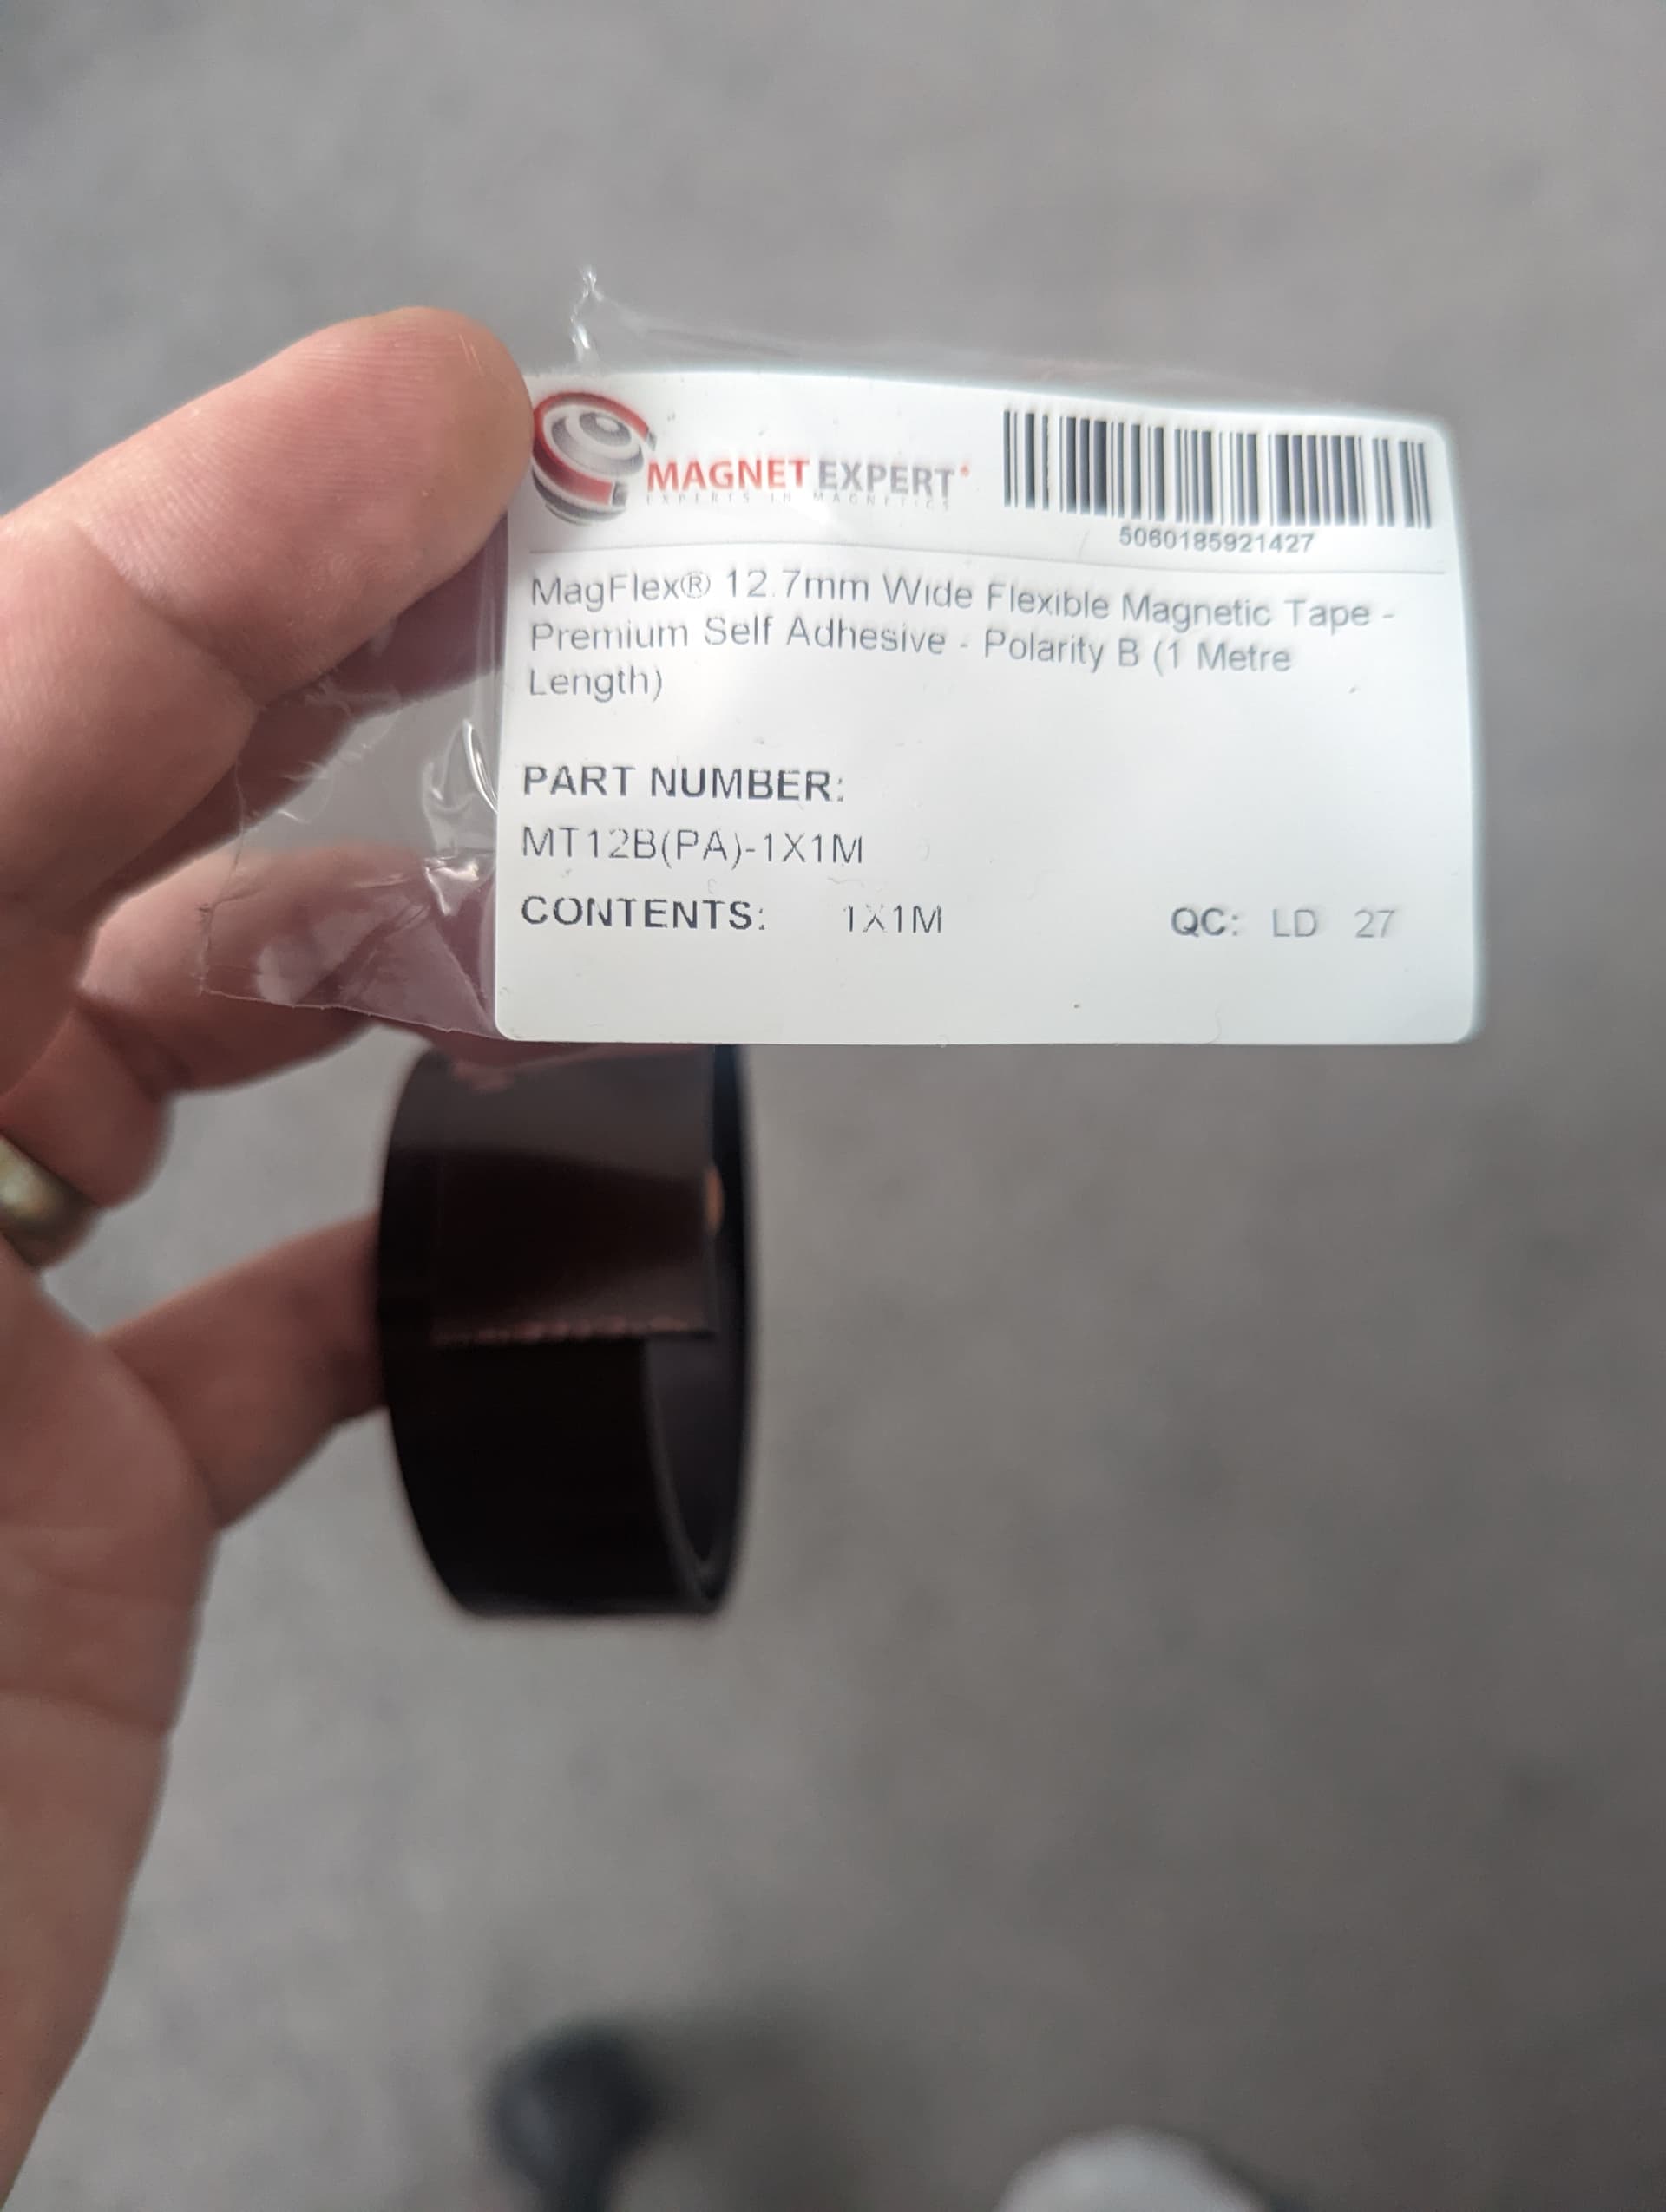 MAGNET EXPERT®
EXPERTS IN MAGNETICS
5060185921427
MagFlex® 12.7mm Wide Flexible Magnetic Tape -
Premium Self Adhesive - Polarity B (1 Metre
Length)
PART NUMBER:
MT12B(PA)-1X1M
CONTENTS: 1X1M QC: LD 27